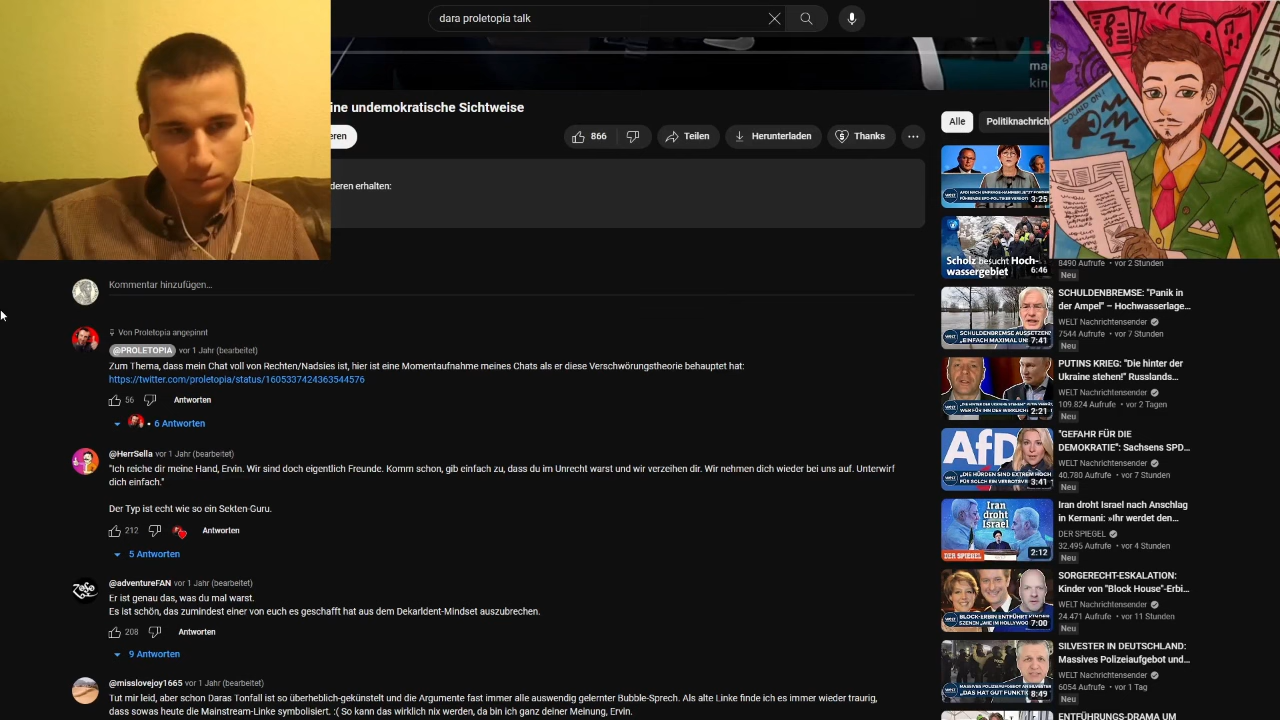 dara proletopia talk
ma
kin
ine undemokratische Sichtweise
eren
866
Teilen
Herunterladen
Thanks
deren erhalten:
Kommentar hinzufügen…
Von Proletopia angepinnt
@PROLETOPIA vor 1 Jahr (bearbeitet)
Zum Thema, dass mein Chat voll von Rechten/Nadsies ist, hier ist eine Momentaufnahme meines Chats als er diese Verschwörungstheorie behauptet hat:
https://twitter.com/proletopia/status/1605337424363544576
56
Antworten
6 Antworten
@HerrSella vor 1 Jahr (bearbeitet)
"Ich reiche dir meine Hand, Ervin. Wir sind doch eigentlich Freunde. Komm schon, gib einfach zu, dass du im Unrecht warst und wir verzeihen dir. Wir nehmen dich wieder bei uns auf. Unterwirf
dich einfach."
Der Typ ist echt wie so ein Sekten-Guru.
212
Antworten
5 Antworten
@adventureFAN vor 1 Jahr (bearbeitet)
Er ist genau das, was du mal warst.
Es ist schön, das zumindest einer von euch es geschafft hat aus dem DekarIdent-Mindset auszubrechen.
208
Antworten
9 Antworten
@misslovejoy1665 vor 1 Jahr (bearbeitet)
Tut mir leid, aber schon Daras Tonfall ist so überheblich-gekünstelt und die Argumente fast immer alle auswendig gelernter Bubble-Sprech. Als alte Linke finde ich es immer wieder traurig,
dass sowas heute die Mainstream-Linke symbolisiert. :( So kann das wirklich nix werden, da bin ich ganz deiner Meinung, Ervin.
Alle
Politiknachrich
3:25
Scholz besucht Hoch-
wassergebiet
6:46
8490 Aufrufe • vor 2 Stunden
Neu
7:41
SCHULDENBREMSE: "Panik in
der Ampel" – Hochwasserlage…
WELT Nachrichtensender
7544 Aufrufe • vor 7 Stunden
Neu
2:21
PUTINS KRIEG: "Die hinter der
Ukraine stehen!" Russlands…
WELT Nachrichtensender
109.824 Aufrufe • vor 2 Tagen
Neu
AfD
3:41
"GEFAHR FÜR DIE
DEMOKRATIE": Sachsens SPD…
WELT Nachrichtensender
40.780 Aufrufe • vor 7 Stunden
Neu
Iran
droht
Israel
DER SPIEGEL
2:12
Iran droht Israel nach Anschlag
in Kermani: »Ihr werdet den…
DER SPIEGEL
32.495 Aufrufe • vor 4 Stunden
Neu
7:00
SORGERECHT-ESKALATION:
Kinder von "Block House"-Erbi…
WELT Nachrichtensender
24.471 Aufrufe • vor 11 Stunden
Neu
8:49
SILVESTER IN DEUTSCHLAND:
Massives Polizeiaufgebot und…
WELT Nachrichtensender
6054 Aufrufe • vor 1 Tag
Neu
ENTFÜHRUNGS-DRAMA UM